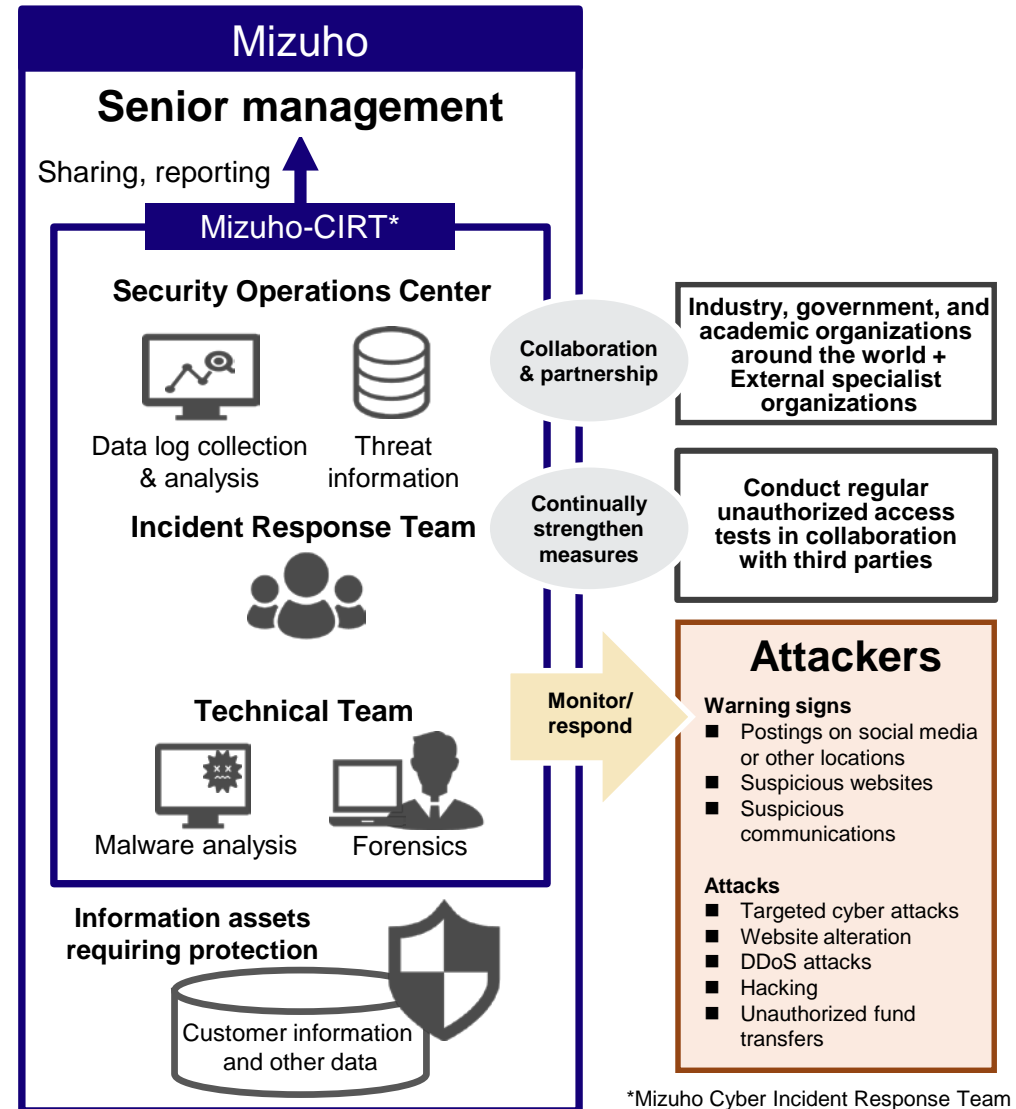 Mizuho
Senior management
Sharing, reporting
Mizuho-CIRT*
Security Operations Center
Data log collection
& analysis
Threat
information
Incident Response Team
Technical Team
Malware analysis
Forensics
Information assets
requiring protection
Customer information
and other data
Collaboration
& partnership
Industry, government, and
academic organizations
around the world +
External specialist
organizations
Continually
strengthen
measures
Conduct regular
unauthorized access
tests in collaboration
with third parties
Monitor/
respond
Attackers
Warning signs
■ Postings on social media
or other locations
■ Suspicious websites
■ Suspicious
communications
Attacks
■ Targeted cyber attacks
■ Website alteration
■ DDoS attacks
■ Hacking
■ Unauthorized fund
transfers
*Mizuho Cyber Incident Response Team